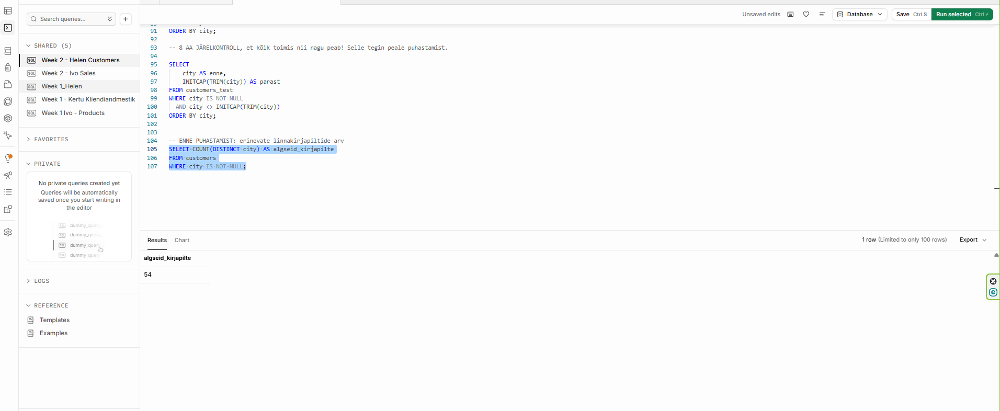 Search queries...
SHARED (5)
Week 2 - Helen Customers
Week 2 - Ivo Sales
Week 1_Helen
Week 1 - Kertu Kliendiandmestik
Week 1 Ivo - Products
FAVORITES
PRIVATE
No private queries created yet
Queries will be automatically
saved once you start writing in
the editor
SQL dummy_query
SQL dummy_query
SQL dummy_query
SQL dummy_query
LOGS
REFERENCE
Templates
Examples
Unsaved edits
Database
Save Ctrl S
Run selected Ctrl ↵
91 ORDER BY city;
92
93 -- 8 AA JÄRELKONTROLL, et kõik toimis nii nagu peab! Selle tegin peale puhastamist.
94
95 SELECT
96 city AS enne,
97 INITCAP(TRIM(city)) AS parast
98 FROM customers_test
99 WHERE city IS NOT NULL
100 AND city <> INITCAP(TRIM(city))
101 ORDER BY city;
102
103
104 -- ENNE PUHASTAMIST: erinevate linnakirjapiltide arv
105 SELECT COUNT(DISTINCT city) AS algseid_kirjapilte
106 FROM customers
107 WHERE city IS NOT NULL;
Results Chart
1 row (Limited to only 100 rows)
Export
algseid_kirjapilte
54